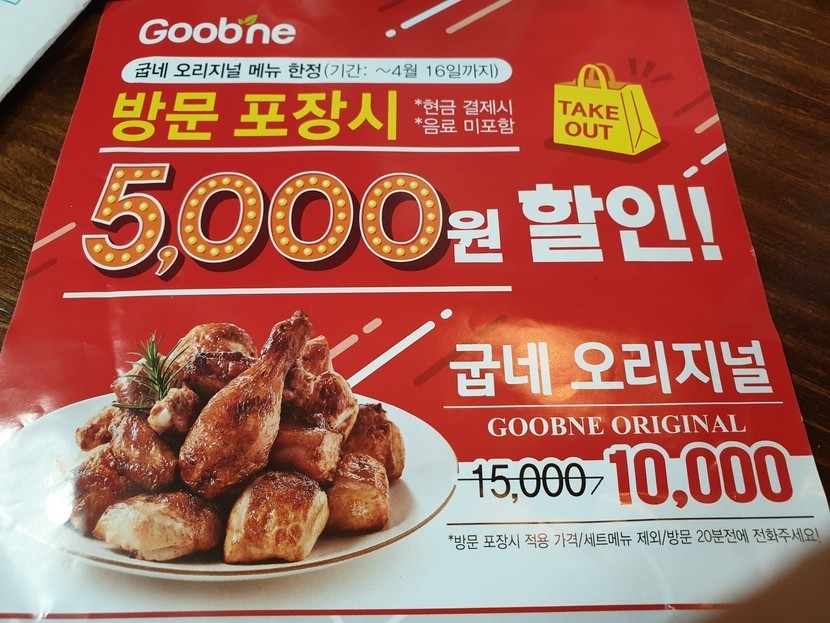 Goobne
굽네 오리지널 메뉴 한정(기간: ~4월 16일까지)
방문 포장시
*현금 결제시
*음료 미포함
TAKE
OUT
5,000원 할인!
굽네 오리지널
GOOBNE ORIGINAL
15,000 10,000
*방문 포장시 적용 가격/세트메뉴 제외/방문 20분전에 전화주세요!